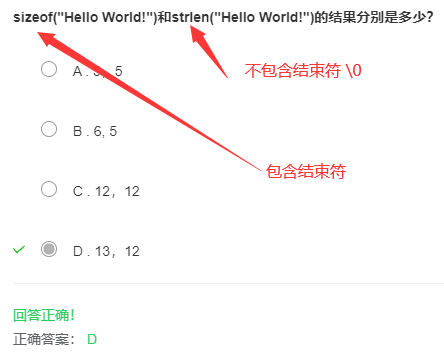 sizeof("Hello World!")和strlen("Hello World!")的结果分别是多少?
A . 5，5
不包含结束符 \0
B . 6, 5
包含结束符
C . 12，12
D . 13，12
回答正确!
正确答案： D